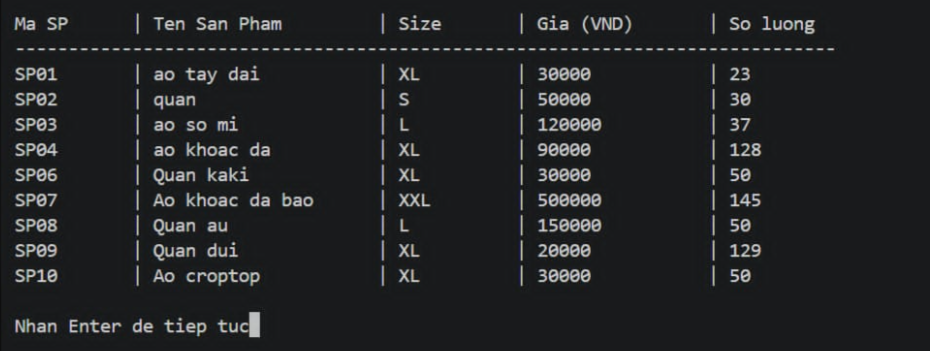 Ma SP | Ten San Pham | Size | Gia (VND) | So luong
-----------------------------------------------------------------------------
SP01 | ao tay dai | XL | 30000 | 23
SP02 | quan | S | 50000 | 30
SP03 | ao so mi | L | 120000 | 37
SP04 | ao khoac da | XL | 90000 | 128
SP06 | Quan kaki | XL | 30000 | 50
SP07 | Ao khoac da bao | XXL | 500000 | 145
SP08 | Quan au | L | 150000 | 50
SP09 | Quan dui | XL | 20000 | 129
SP10 | Ao croptop | XL | 30000 | 50
Nhan Enter de tiep tuc